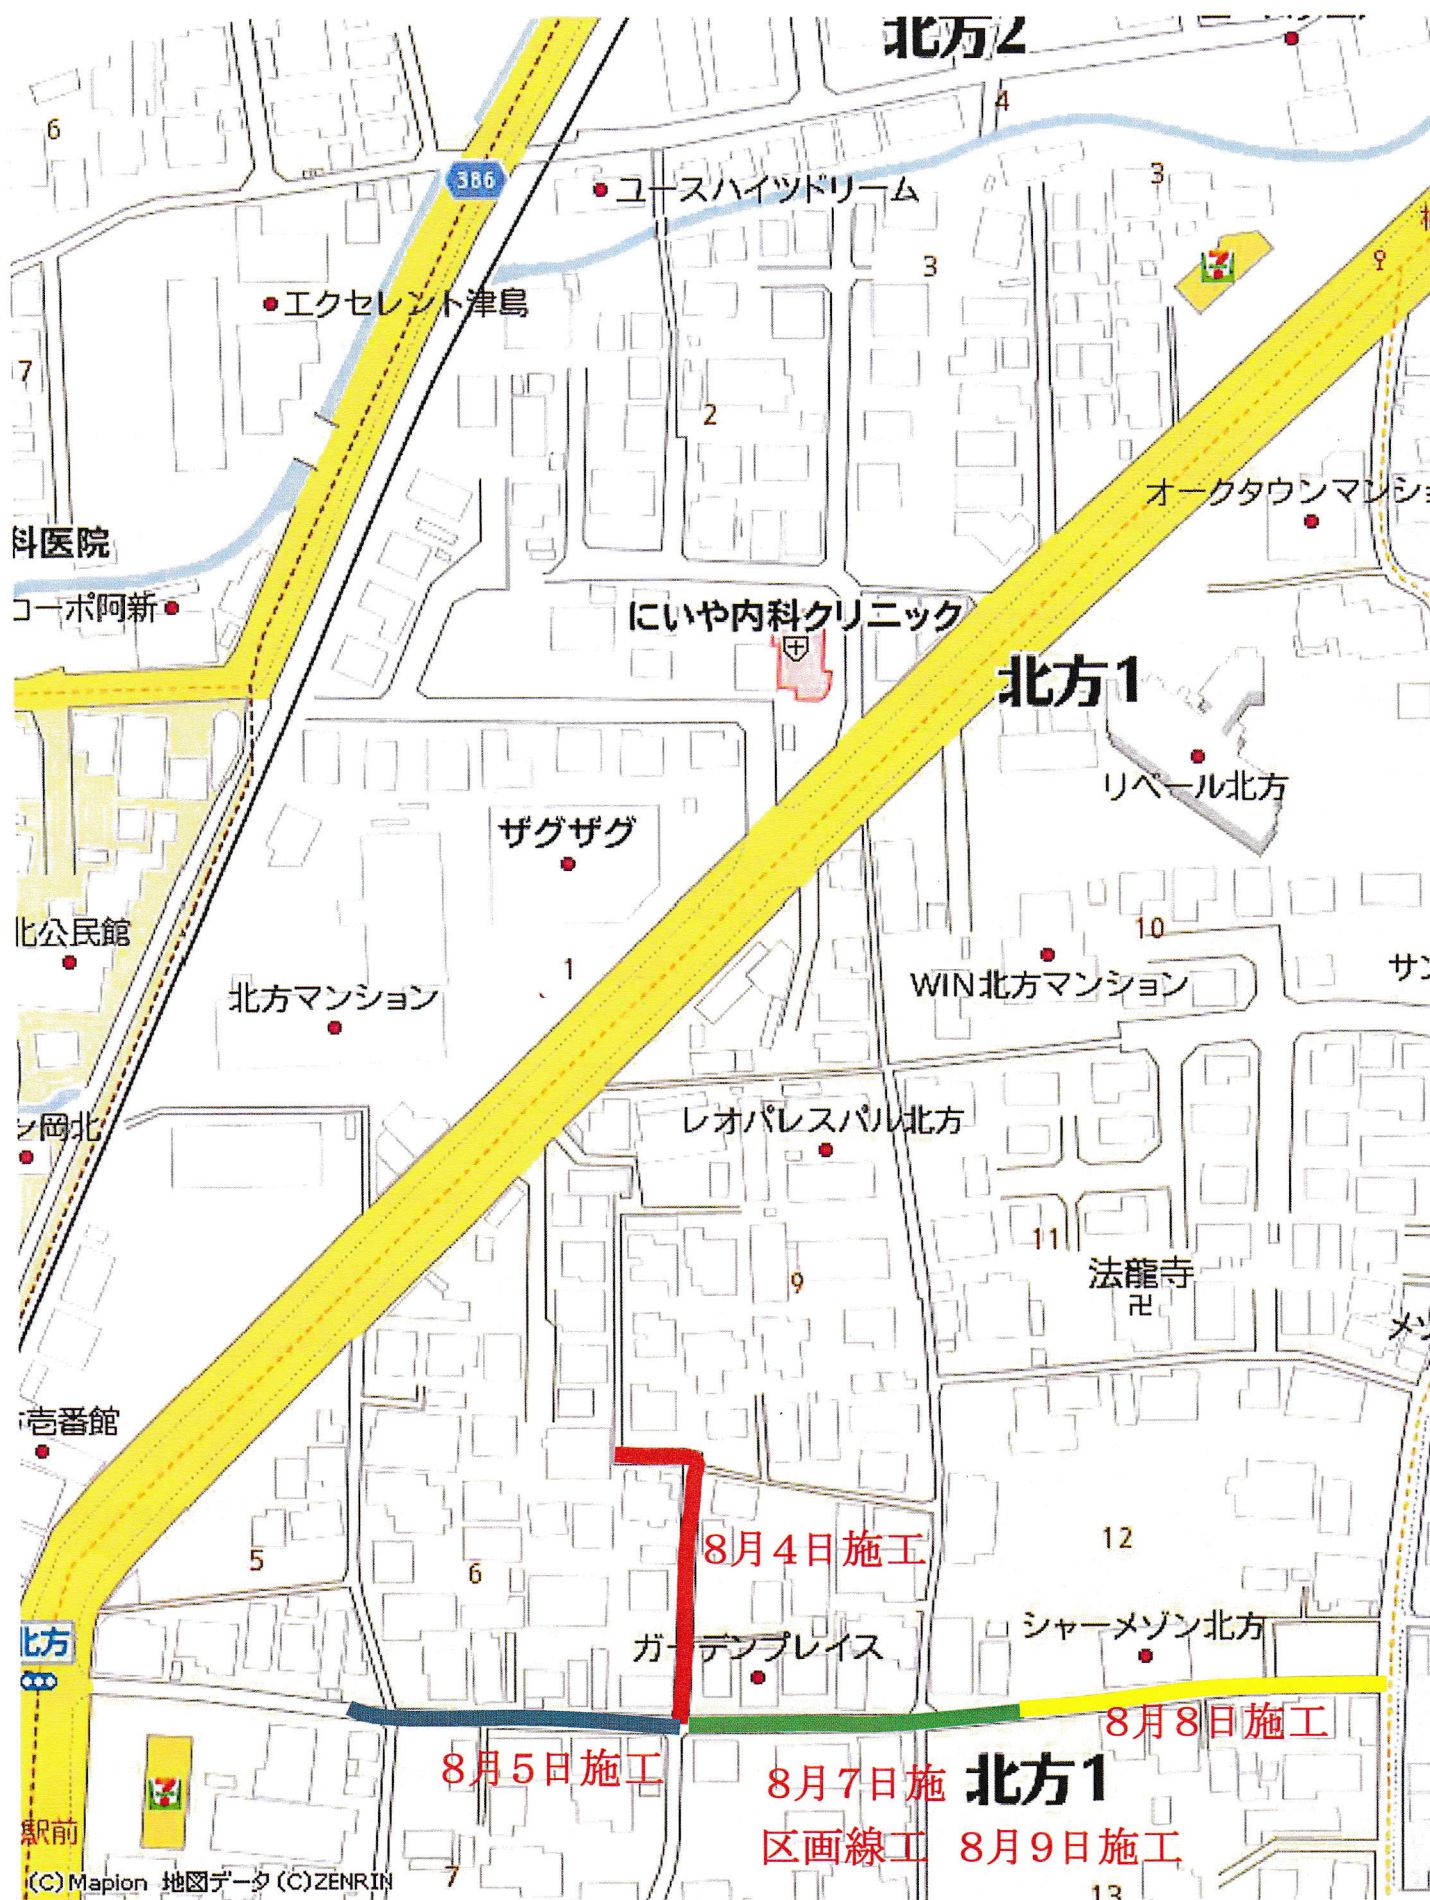 北方2
4
6
386
ユースハイツドリーム
3
3
エクセレント津島
7
2
オークタウンマンショ
科医院
コーポ阿新
にいや内科クリニック
北方1
リベール北方
ザグザグ
北公民館
1
10
WIN北方マンション
サン
北方マンション
レオパレスパル北方
ン岡北
11
法龍寺
卍
9
メゾ
壱番館
8月4日施工
12
5
6
シャーメゾン北方
北方
ガーデンプレイス
8月8日施工
8月5日施工
8月7日施
北方1
駅前
区画線工 8月9日施工
7
(C)Mapion 地図データ(C)ZENRIN
13